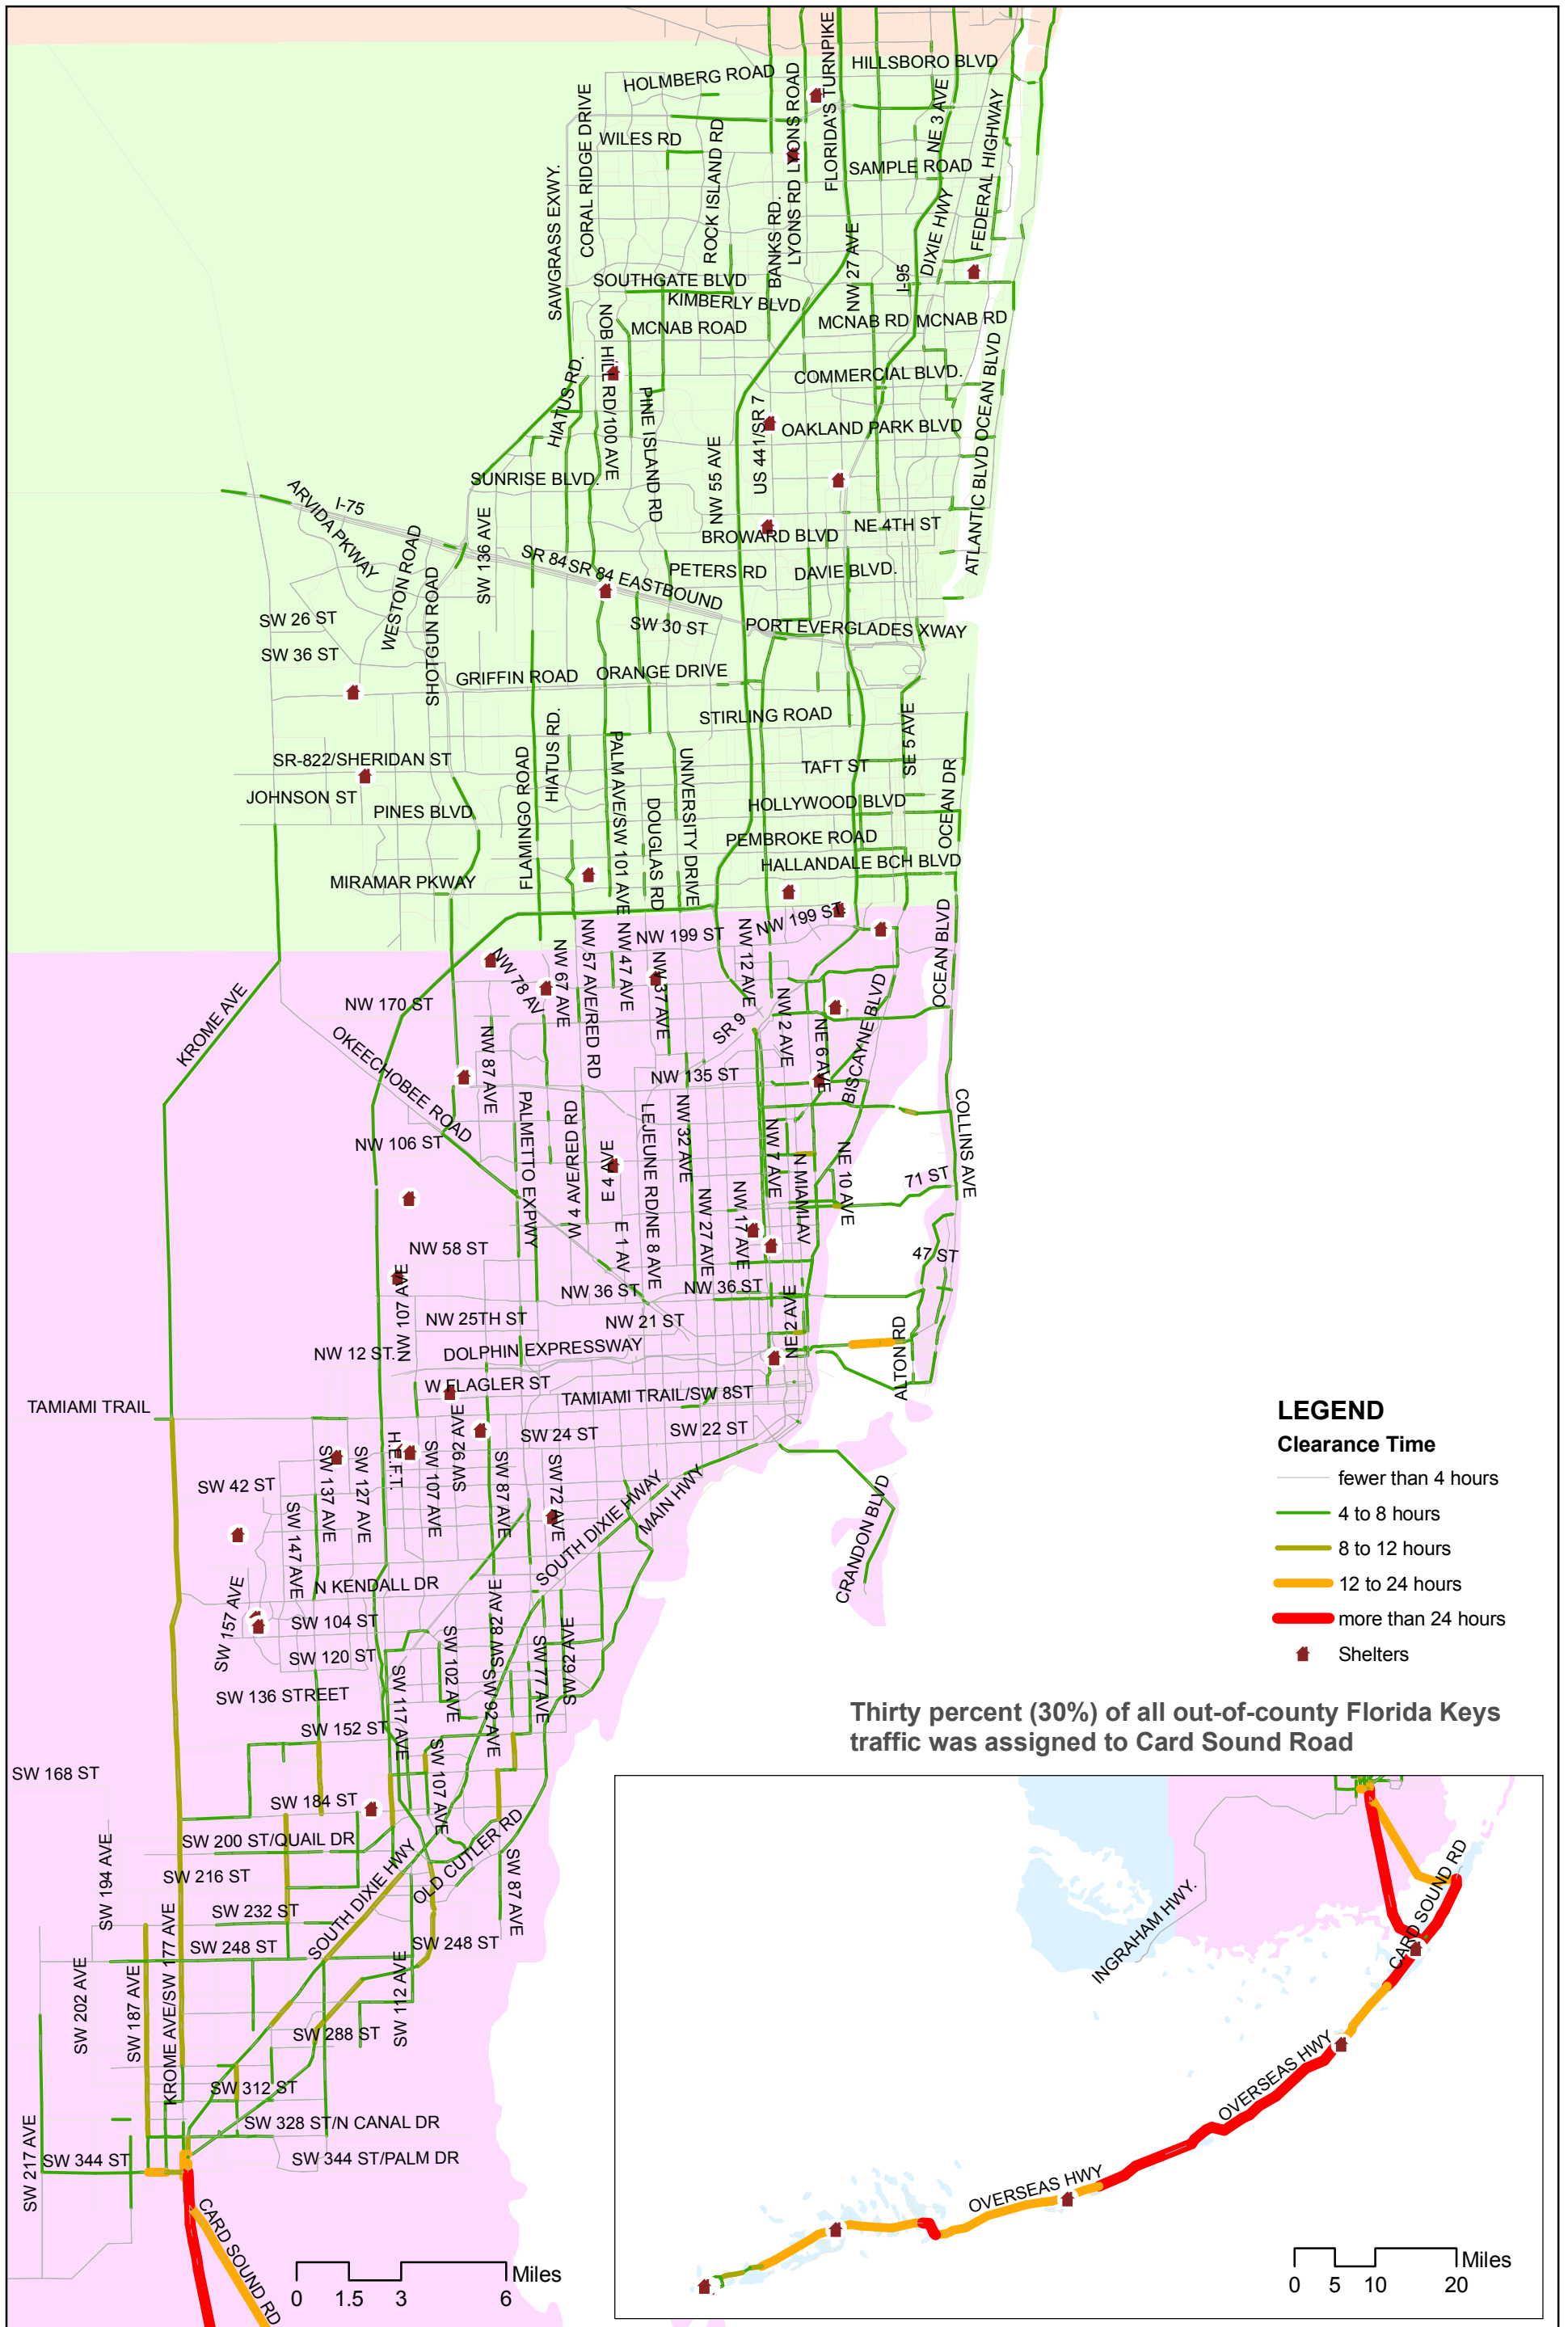 HOLMBERG ROAD
HILLSBORO BLVD
FLORIDA'S TURNPIKE
LYONS ROAD
NE 3 AVE
FEDERAL HIGHWAY
CORAL RIDGE DRIVE
WILES RD
ROCK ISLAND RD
SAMPLE ROAD
SAWGRASS EXWY.
BANKS RD.
LYONS RD
DIXIE HWY
NW 27 AVE
I-95
SOUTHGATE BLVD
KIMBERLY BLVD
MCNAB ROAD
MCNAB RD
MCNAB RD
NOB HILL RD/100 AVE
HIATUS RD.
PINE ISLAND RD
COMMERCIAL BLVD.
OCEAN BLVD
US 441/SR 7
OAKLAND PARK BLVD
NW 55 AVE
SUNRISE BLVD.
ATLANTIC BLVD
ARVIDA PKWAY
I-75
SW 136 AVE
WESTON ROAD
SHOTGUN ROAD
BROWARD BLVD
NE 4TH ST
SR 84
SR 84 EASTBOUND
PETERS RD
DAVIE BLVD.
SW 26 ST
SW 30 ST
PORT EVERGLADES XWAY
SW 36 ST
GRIFFIN ROAD
ORANGE DRIVE
STIRLING ROAD
SE 5 AVE
HIATUS RD.
PALM AVE/SW 101 AVE
UNIVERSITY DRIVE
SR-822/SHERIDAN ST
FLAMINGO ROAD
TAFT ST
OCEAN DR
JOHNSON ST
PINES BLVD
DOUGLAS RD
HOLLYWOOD BLVD
PEMBROKE ROAD
HALLANDALE BCH BLVD
MIRAMAR PKWAY
NW 199 ST
NW 199 ST
OCEAN BLVD
KROME AVE
NW 170 ST
NW 78 AV
NW 67 AVE
NW 57 AVE/RED RD
NW 47 AVE
NW 37 AVE
NW 12 AVE
SR 9
NW 2 AVE
NE 6 AVE
BISCAYNE BLVD
OKEECHOBEE ROAD
NW 87 AVE
NW 135 ST
COLLINS AVE
NW 106 ST
PALMETTO EXPWY
W 4 AVE/RED RD
E 4 AVE
LEJEUNE RD/NE 8 AVE
NW 32 AVE
NW 7 AVE
N MIAMI AV
NE 10 AVE
71 ST
NW 27 AVE
NW 17 AVE
E 1 AV
NW 58 ST
47 ST
NW 107 AVE
NW 36 ST
NW 36 ST
NW 25TH ST
NW 21 ST
NE 2 AVE
ALTON RD
NW 12 ST.
DOLPHIN EXPRESSWAY
W FLAGLER ST
TAMIAMI TRAIL
TAMIAMI TRAIL/SW 8ST
SW 92 AVE
SW 24 ST
SW 22 ST
H.E.F.T.
SW 42 ST
SW 137 AVE
SW 127 AVE
SW 107 AVE
SW 87 AVE
SW 72 AVE
SOUTH DIXIE HWAY
MAIN HWY
SW 147 AVE
CRANDON BLVD
N KENDALL DR
SW 157 AVE
SW 104 ST
SW 120 ST
SW 82 AVE
SW 62 AVE
SW 77 AVE
SW 102 AVE
SW 92 AVE
SW 117 AVE
SW 136 STREET
SW 152 ST
SW 168 ST
SW 107 AVE
SW 184 ST
SW 200 ST/QUAIL DR
OLD CUTLER RD
SW 194 AVE
SW 216 ST
SW 87 AVE
SOUTH DIXIE HWY
SW 232 ST
SW 248 ST
SW 248 ST
KROME AVE/SW 177 AVE
SW 202 AVE
SW 187 AVE
SW 112 AVE
SW 288 ST
SW 312 ST
SW 328 ST/N CANAL DR
SW 217 AVE
SW 344 ST
SW 344 ST/PALM DR
CARD SOUND RD
0 1.5 3 6 Miles
LEGEND
Clearance Time
fewer than 4 hours
4 to 8 hours
8 to 12 hours
12 to 24 hours
more than 24 hours
Shelters
Thirty percent (30%) of all out-of-county Florida Keys
traffic was assigned to Card Sound Road
INGRAHAM HWY.
CARD SOUND RD
OVERSEAS HWY
OVERSEAS HWY
0 5 10 20 Miles